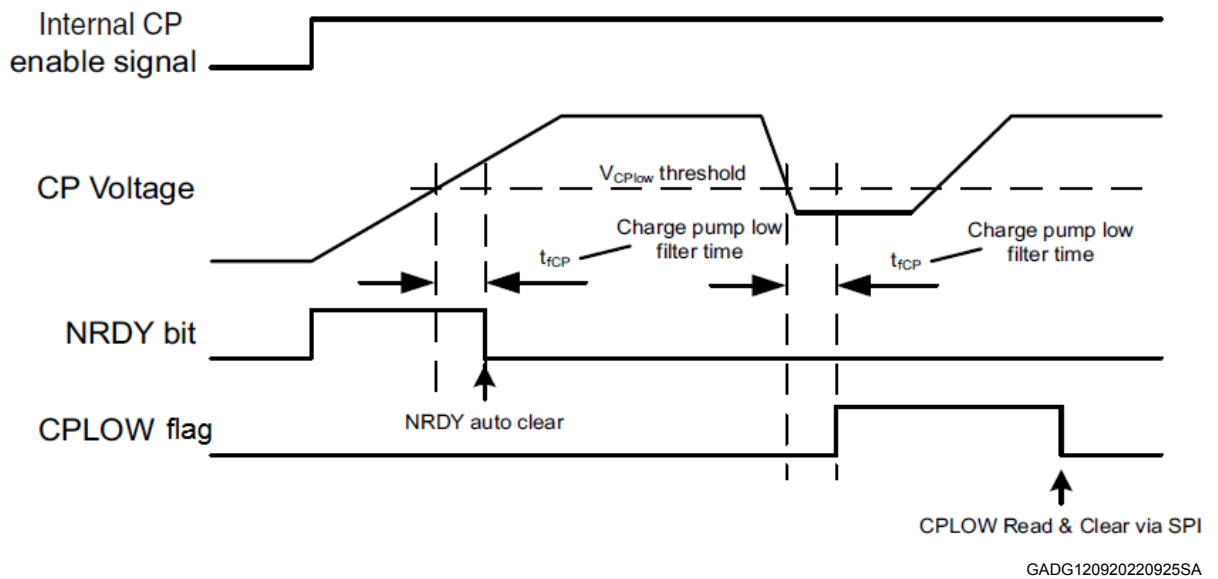 Internal CP
enable signal
CP Voltage
VCPlow threshold
Charge pump low
filter time
tfCP
Charge pump low
filter time
tfCP
NRDY bit
NRDY auto clear
CPLOW flag
CPLOW Read & Clear via SPI
GADG120920220925SA